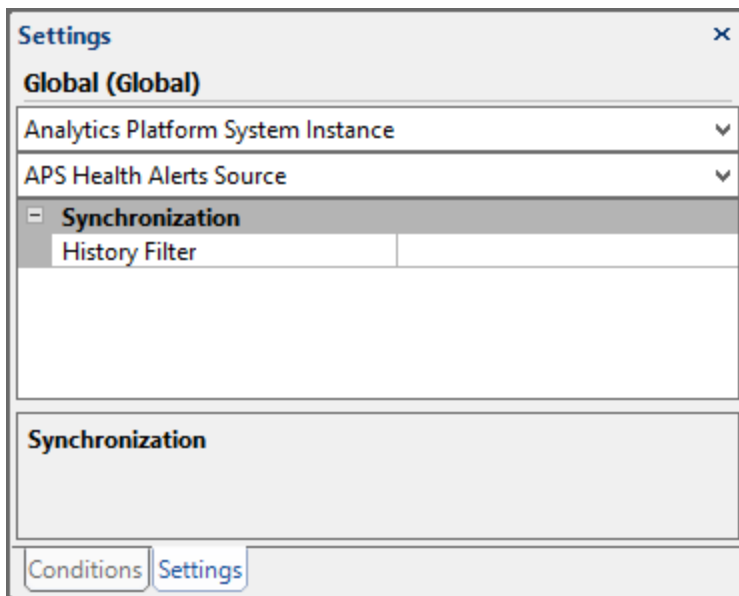 Settings
Global (Global)
Analytics Platform System Instance
APS Health Alerts Source
Synchronization
History Filter
Synchronization
Conditions Settings